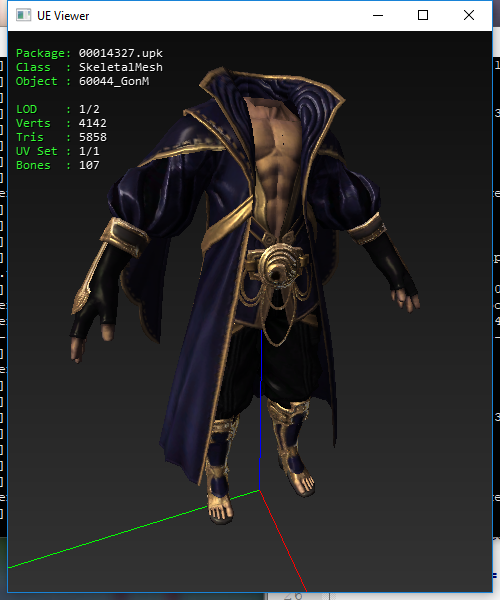 UE Viewer
Package: 00014327.upk
Class : SkeletalMesh
Object : 60044_GonM
LOD : 1/2
Verts : 4142
Tris : 5858
UV Set : 1/1
Bones : 107